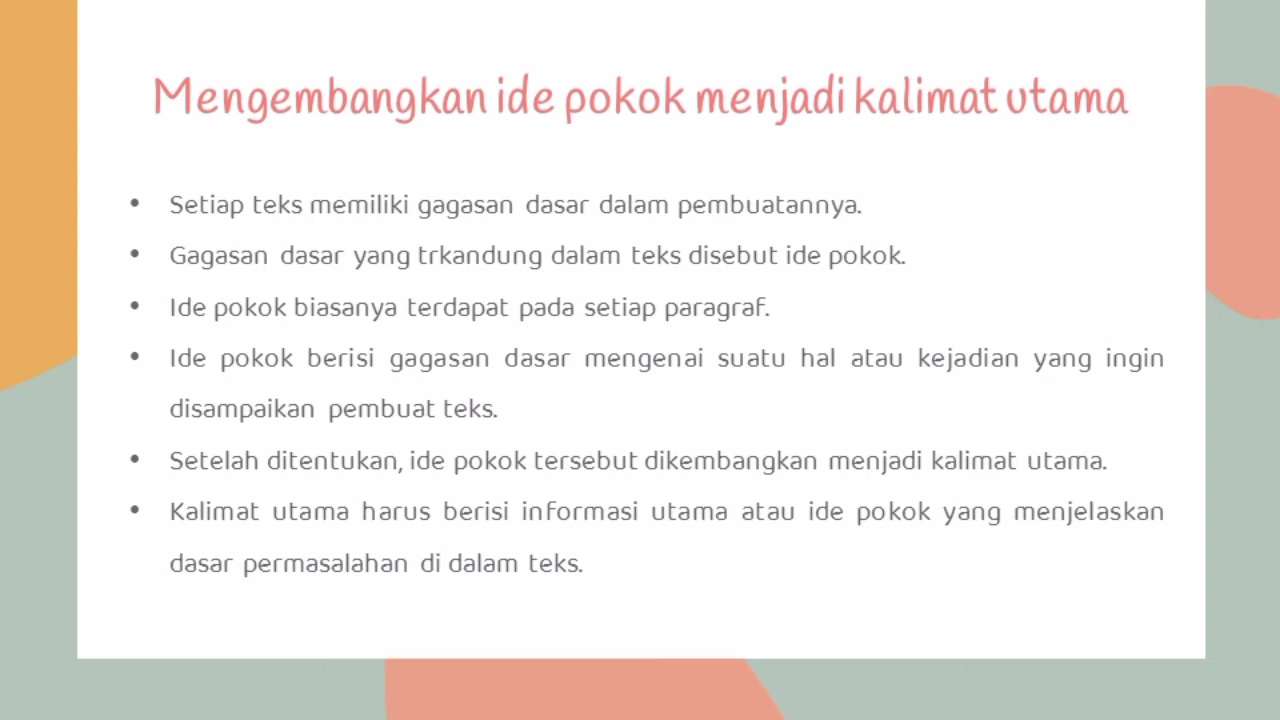 Mengembangkan ide pokok menjadi kalimat utama
• Setiap teks memiliki gagasan dasar dalam pembuatannya.
• Gagasan dasar yang trkandung dalam teks disebut ide pokok.
• Ide pokok biasanya terdapat pada setiap paragraf.
• Ide pokok berisi gagasan dasar mengenai suatu hal atau kejadian yang ingin
disampaikan pembuat teks.
• Setelah ditentukan, ide pokok tersebut dikembangkan menjadi kalimat utama.
• Kalimat utama harus berisi informasi utama atau ide pokok yang menjelaskan
dasar permasalahan di dalam teks.